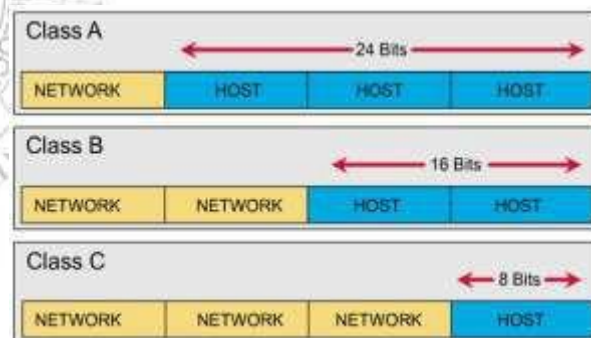 Class A
24 Bits
NETWORK HOST HOST HOST
Class B
16 Bits
NETWORK NETWORK HOST HOST
Class C
8 Bits
NETWORK NETWORK NETWORK HOST